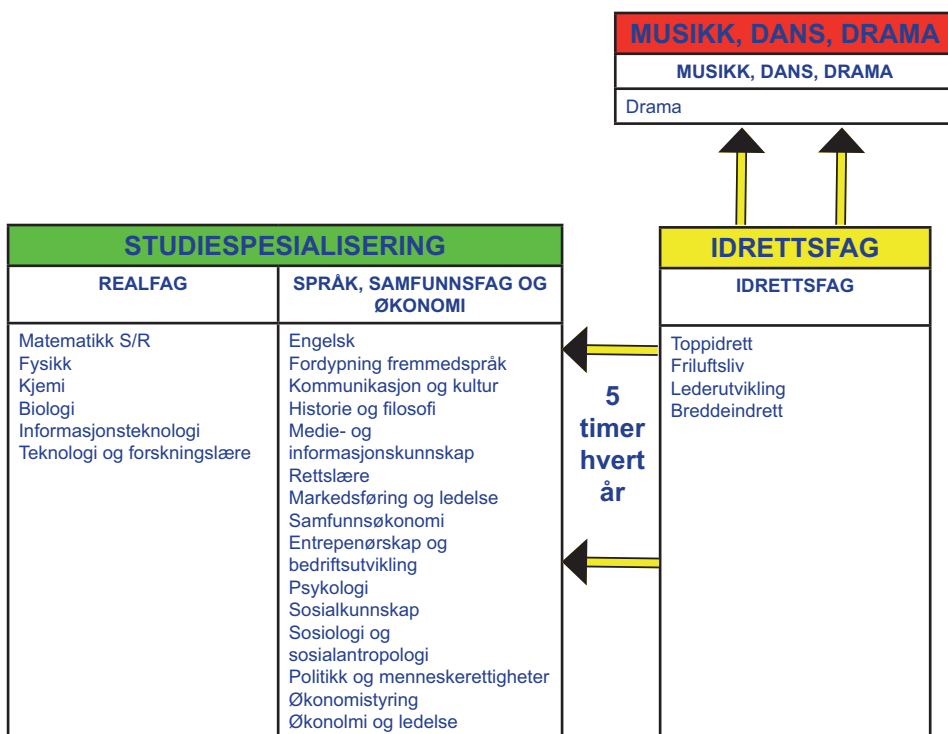 MUSIKK, DANS, DRAMA
MUSIKK, DANS, DRAMA
Drama
STUDIESPESIALISERING
REALFAG
Matematikk S/R
Fysikk
Kjemi
Biologi
Informasjonsteknologi
Teknologi og forskningslære
SPRÅK, SAMFUNNSFAG OG
ØKONOMI
Engelsk
Fordypning fremmedspråk
Kommunikasjon og kultur
Historie og filosofi
Medie- og
informasjonskunnskap
Rettslære
Markedsføring og ledelse
Samfunnsøkonomi
Entrepenørskap og
bedriftsutvikling
Psykologi
Sosialkunnskap
Sosiologi og
sosialantropologi
Politikk og menneskerettigheter
Økonomistyring
Økonolmi og ledelse
5
timer
hvert
år
IDRETTSFAG
IDRETTSFAG
Toppidrett
Friluftsliv
Lederutvikling
Breddeindrett